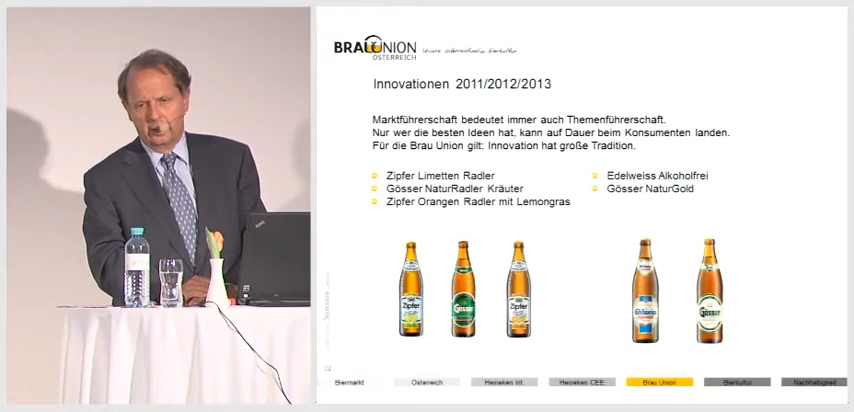 BRAU UNION
ÖSTERREICH
Innovationen 2011/2012/2013
Marktführerschaft bedeutet immer auch Themenführerschaft.
Nur wer die besten Ideen hat, kann auf Dauer beim Konsumenten landen.
Für die Brau Union gilt: Innovation hat große Tradition.
Zipfer Limetten Radler
Gösser NaturRadler Kräuter
Zipfer Orangen Radler mit Lemongras
Edelweiss Alkoholfrei
Gösser NaturGold
Zipfer
Gösser
Zipfer
Edelweiss
Gösser
Biermarkt
Österreich
Heineken Int.
Heineken CEE
Brau Union
Bierkultur
Nachhaltigkeit